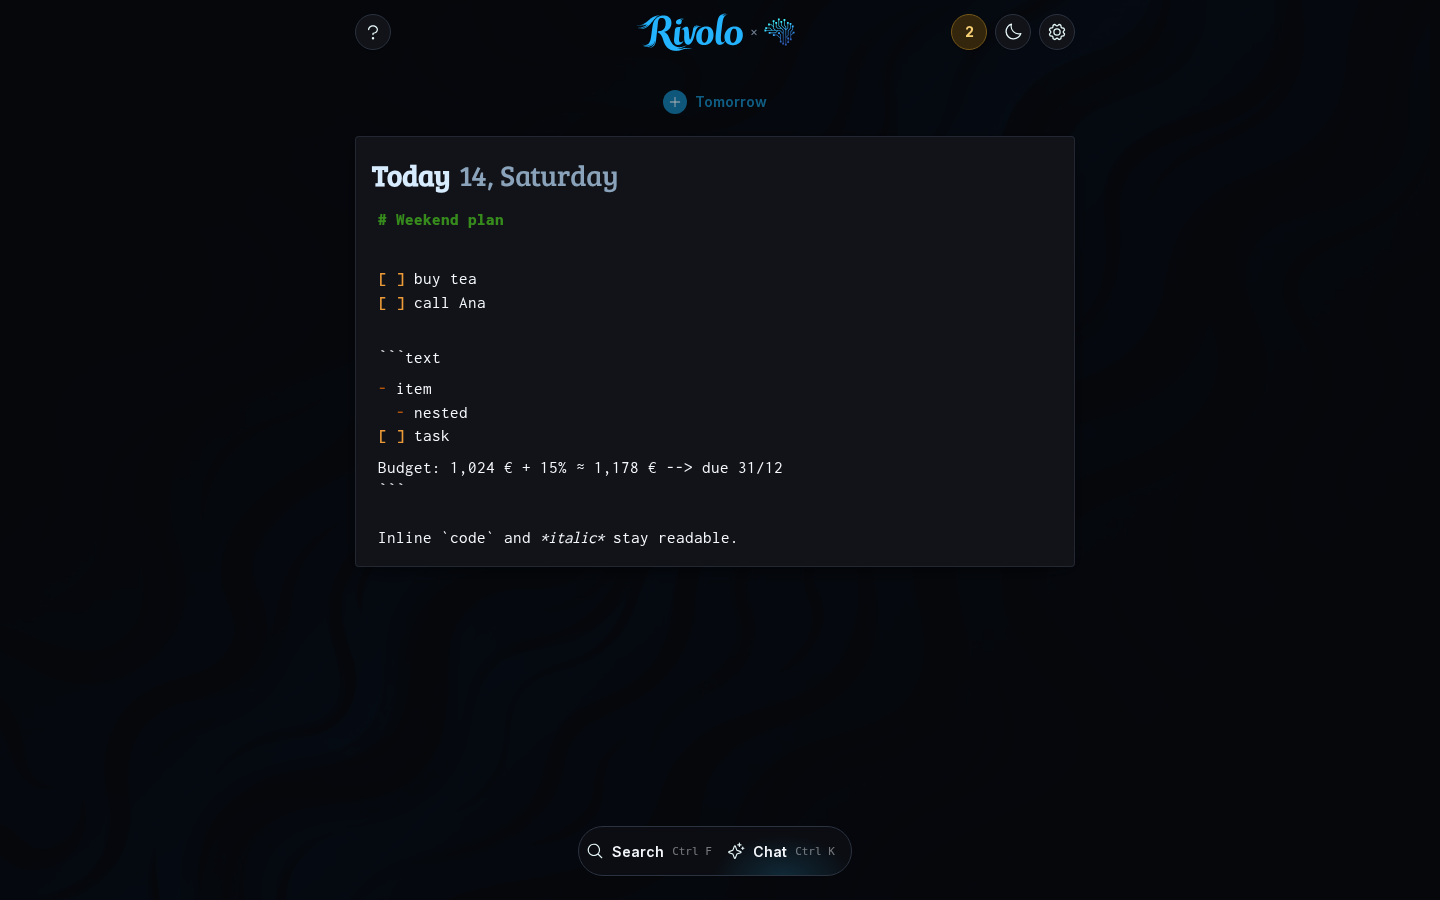 Rivolo ×
2
Tomorrow
Today 14, Saturday
# Weekend plan
[ ] buy tea
[ ] call Ana
```text
- item
  - nested
[ ] task
Budget: 1,024 € + 15% ≈ 1,178 € --> due 31/12
```
Inline `code` and *italic* stay readable.
Search Ctrl F Chat Ctrl K